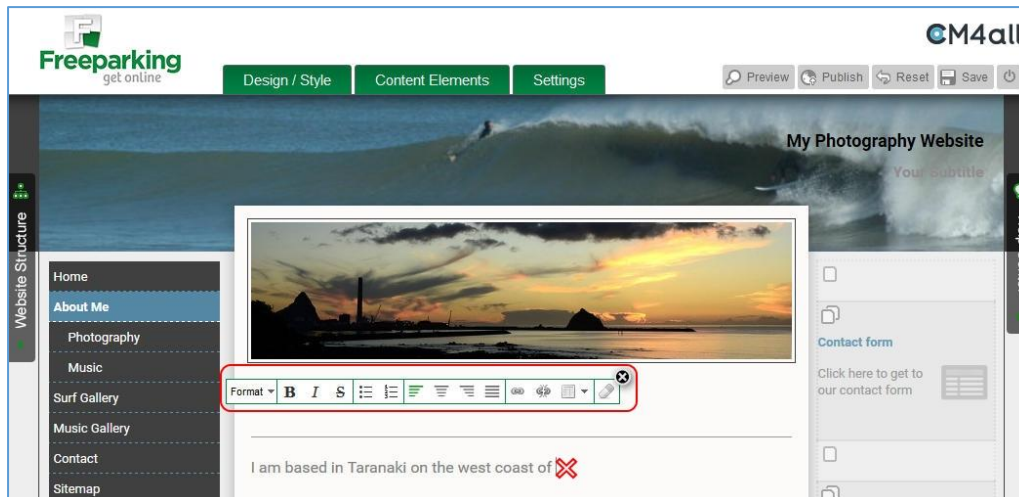 Freeparking
get online
CM4all
Design / Style
Content Elements
Settings
Preview
Publish
Reset
Save
My Photography Website
Your Subtitle
Website Structure
Home
About Me
Photography
Music
Surf Gallery
Music Gallery
Contact
Sitemap
Format
B
I
S
Contact form
Click here to get to
our contact form
I am based in Taranaki on the west coast of